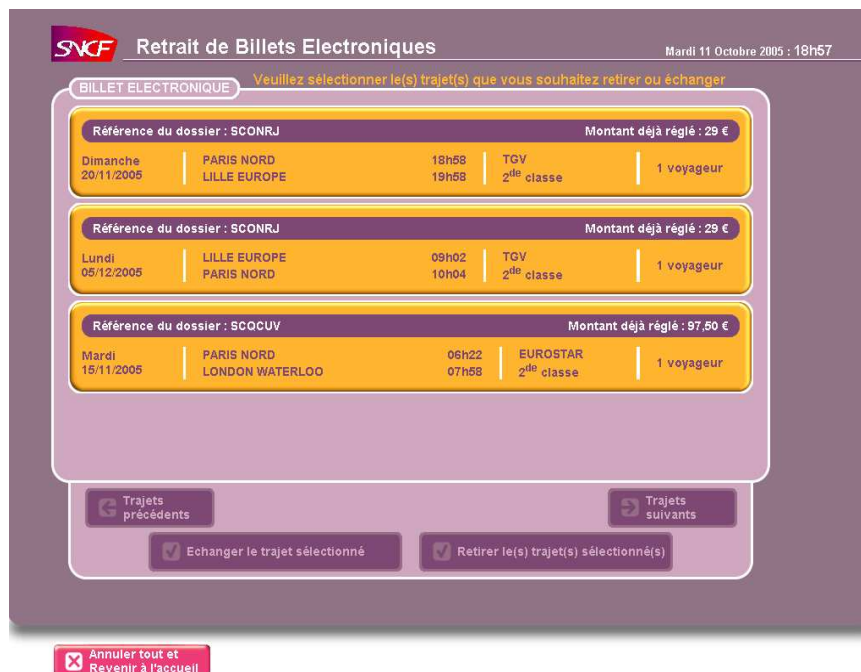 SNCF Retrait de Billets Electroniques
Mardi 11 Octobre 2005 : 18h57
BILLET ELECTRONIQUE
Veuillez sélectionner le(s) trajet(s) que vous souhaitez retirer ou échanger
Référence du dossier : SCONRJ Montant déjà réglé : 29 €
Dimanche PARIS NORD 18h58 TGV
20/11/2005 LILLE EUROPE 19h58 2de classe 1 voyageur
Référence du dossier : SCONRJ Montant déjà réglé : 29 €
Lundi LILLE EUROPE 09h02 TGV
05/12/2005 PARIS NORD 10h04 2de classe 1 voyageur
Référence du dossier : SCQCUV Montant déjà réglé : 97,50 €
Mardi PARIS NORD 06h22 EUROSTAR
15/11/2005 LONDON WATERLOO 07h58 2de classe 1 voyageur
Trajets
précédents
Trajets
suivants
Echanger le trajet sélectionné
Retirer le(s) trajet(s) sélectionné(s)
Annuler tout et
Revenir à l'accueil